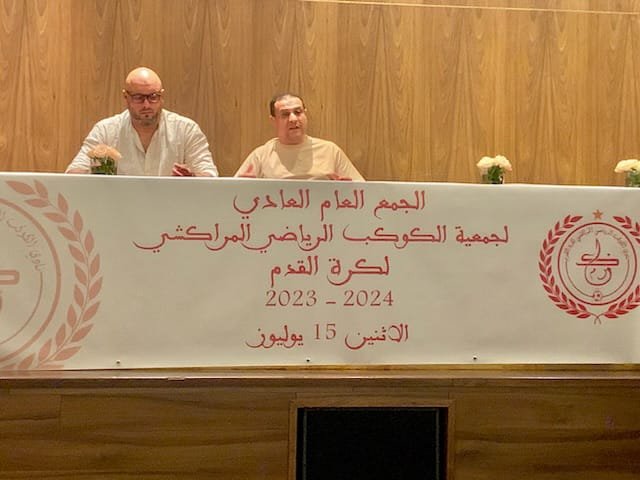 الجمع العام العادي
لجمعية الكوكب الرياضي المراكشي
لكرة القدم
2023 - 2024
الاثنين 15 يوليوز